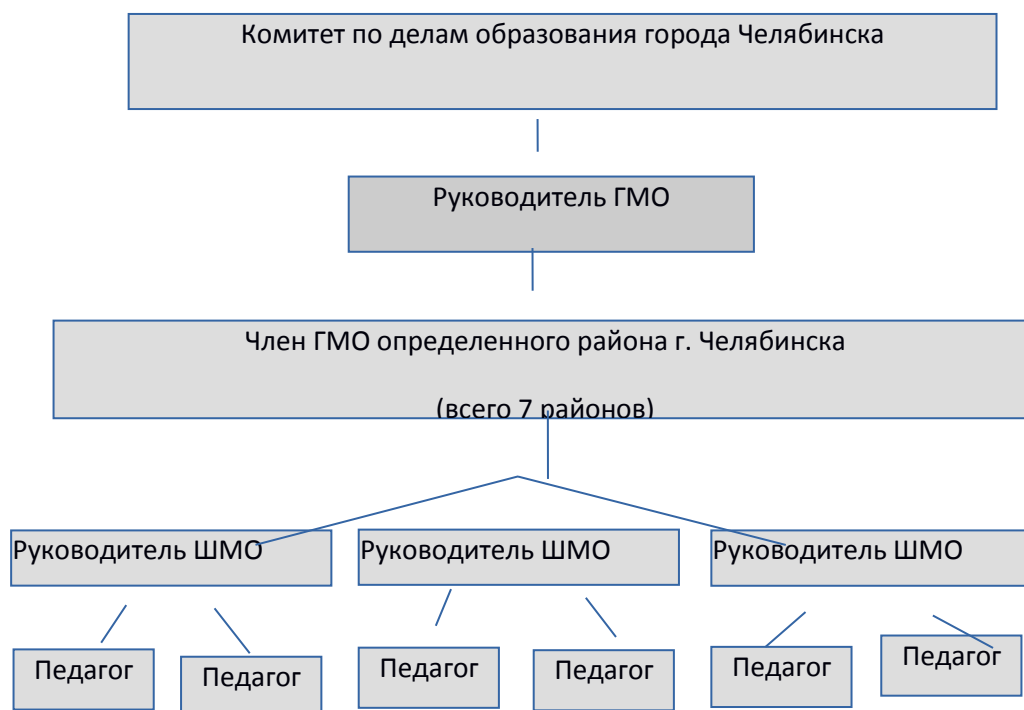 Комитет по делам образования города Челябинска
Руководитель ГМО
Член ГМО определенного района г. Челябинска
(всего 7 районов)
Руководитель ШМО
Руководитель ШМО
Руководитель ШМО
Педагог
Педагог
Педагог
Педагог
Педагог
Педагог